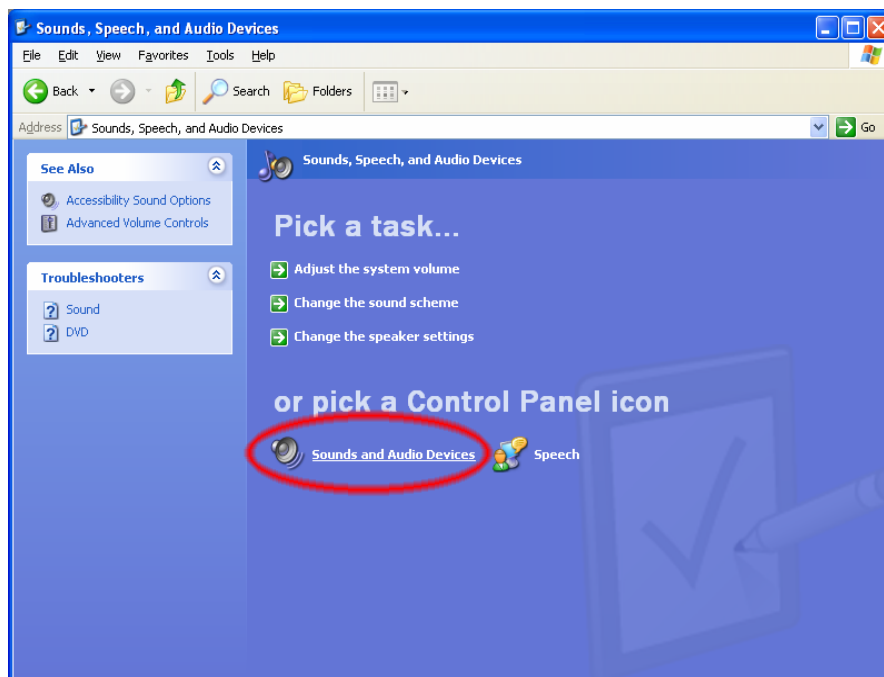 Sounds, Speech, and Audio Devices
File Edit View Favorites Tools Help
Back Search Folders
Address Sounds, Speech, and Audio Devices Go
See Also
Accessibility Sound Options
Advanced Volume Controls
Troubleshooters
Sound
DVD
Sounds, Speech, and Audio Devices
Pick a task...
Adjust the system volume
Change the sound scheme
Change the speaker settings
or pick a Control Panel icon
Sounds and Audio Devices Speech